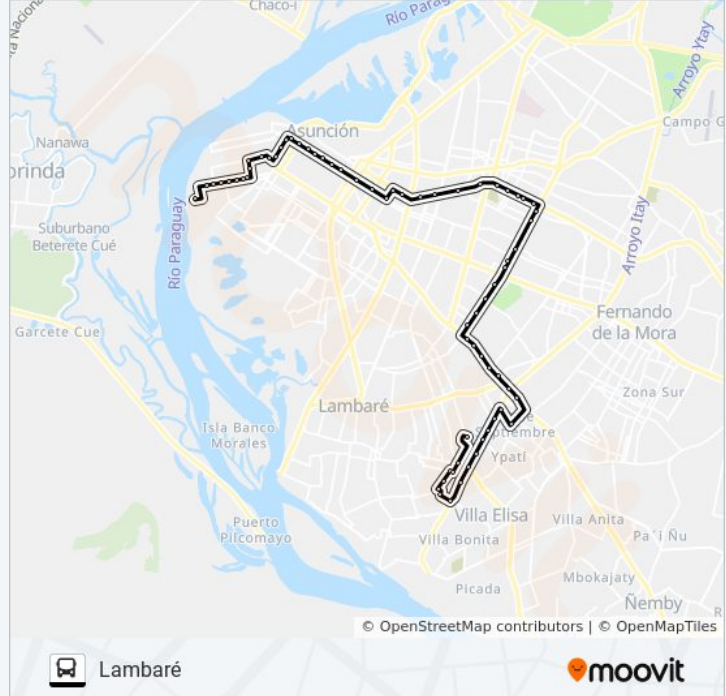 Chaco-i
Río Parag
Nacional
Arroyo Ytay
Asunción
Campo G
Nanawa
orinda
Suburbano
Beterete Cué
Río Paraguay
Arroyo Itay
Garcete Cue
Fernando
de la Mora
Zona Sur
Lambaré
Isla Banco
Morales
Septiembre
Ypatí
Villa Elisa
Villa Anita
Puerto
Pilcomayo
Villa Bonita
Pa´i Ñu
Mbokajaty
Picada
Ñemby
© OpenStreetMap contributors | © OpenMapTiles
Lambaré
moovit